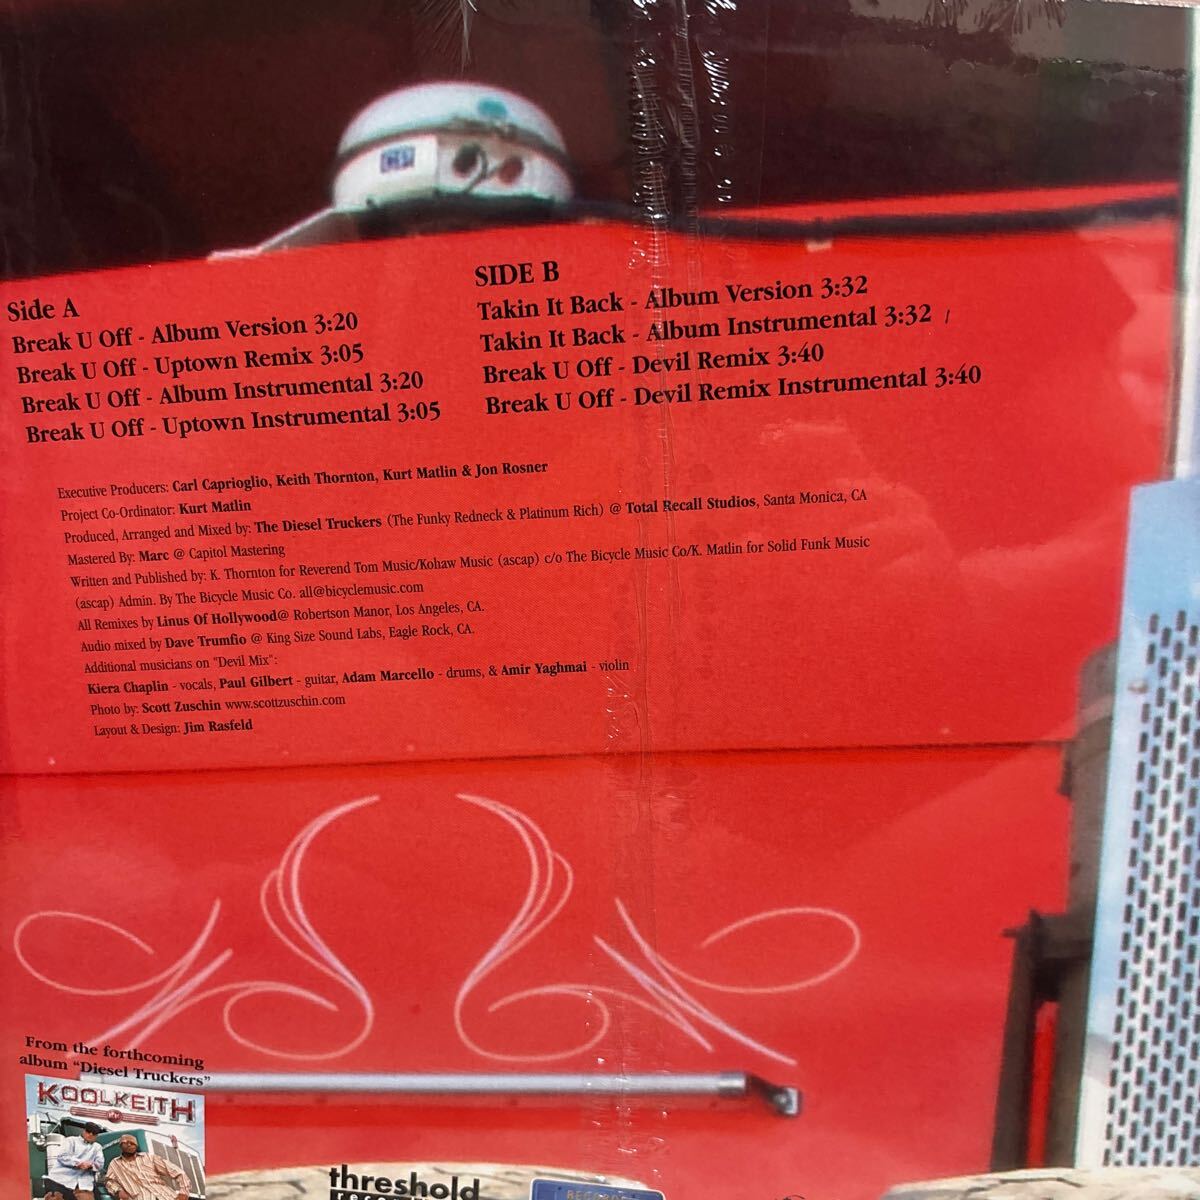 Side A
Break U Off - Album Version 3:20
Break U Off - Uptown Remix 3:05
Break U Off - Album Instrumental 3:20
Break U Off - Uptown Instrumental 3:05
SIDE B
Takin It Back - Album Version 3:32
Takin It Back - Album Instrumental 3:32
Break U Off - Devil Remix 3:40
Break U Off - Devil Remix Instrumental 3:40
Executive Producers: Carl Caprioglio, Keith Thornton, Kurt Matlin & Jon Rosner
Project Co-Ordinator: Kurt Matlin
Produced, Arranged and Mixed by: The Diesel Truckers (The Funky Redneck & Platinum Rich) @ Total Recall Studios, Santa Monica, CA
Mastered By: Marc @ Capitol Mastering
Written and Published by: K. Thornton for Reverend Tom Music/Kohaw Music (ascap) c/o The Bicycle Music Co/K. Matlin for Solid Funk Music
(ascap) Admin. By The Bicycle Music Co. all@bicyclemusic.com
All Remixes by Linus Of Hollywood@ Robertson Manor, Los Angeles, CA.
Audio mixed by Dave Trumfio @ King Size Sound Labs, Eagle Rock, CA.
Additional musicians on "Devil Mix":
Kiera Chaplin - vocals, Paul Gilbert - guitar, Adam Marcello - drums, & Amir Yaghmai - violin
Photo by: Scott Zuschin www.scottzuschin.com
Layout & Design: Jim Rasfeld
From the forthcoming
album “Diesel Truckers”
KOOLKEITH
threshold